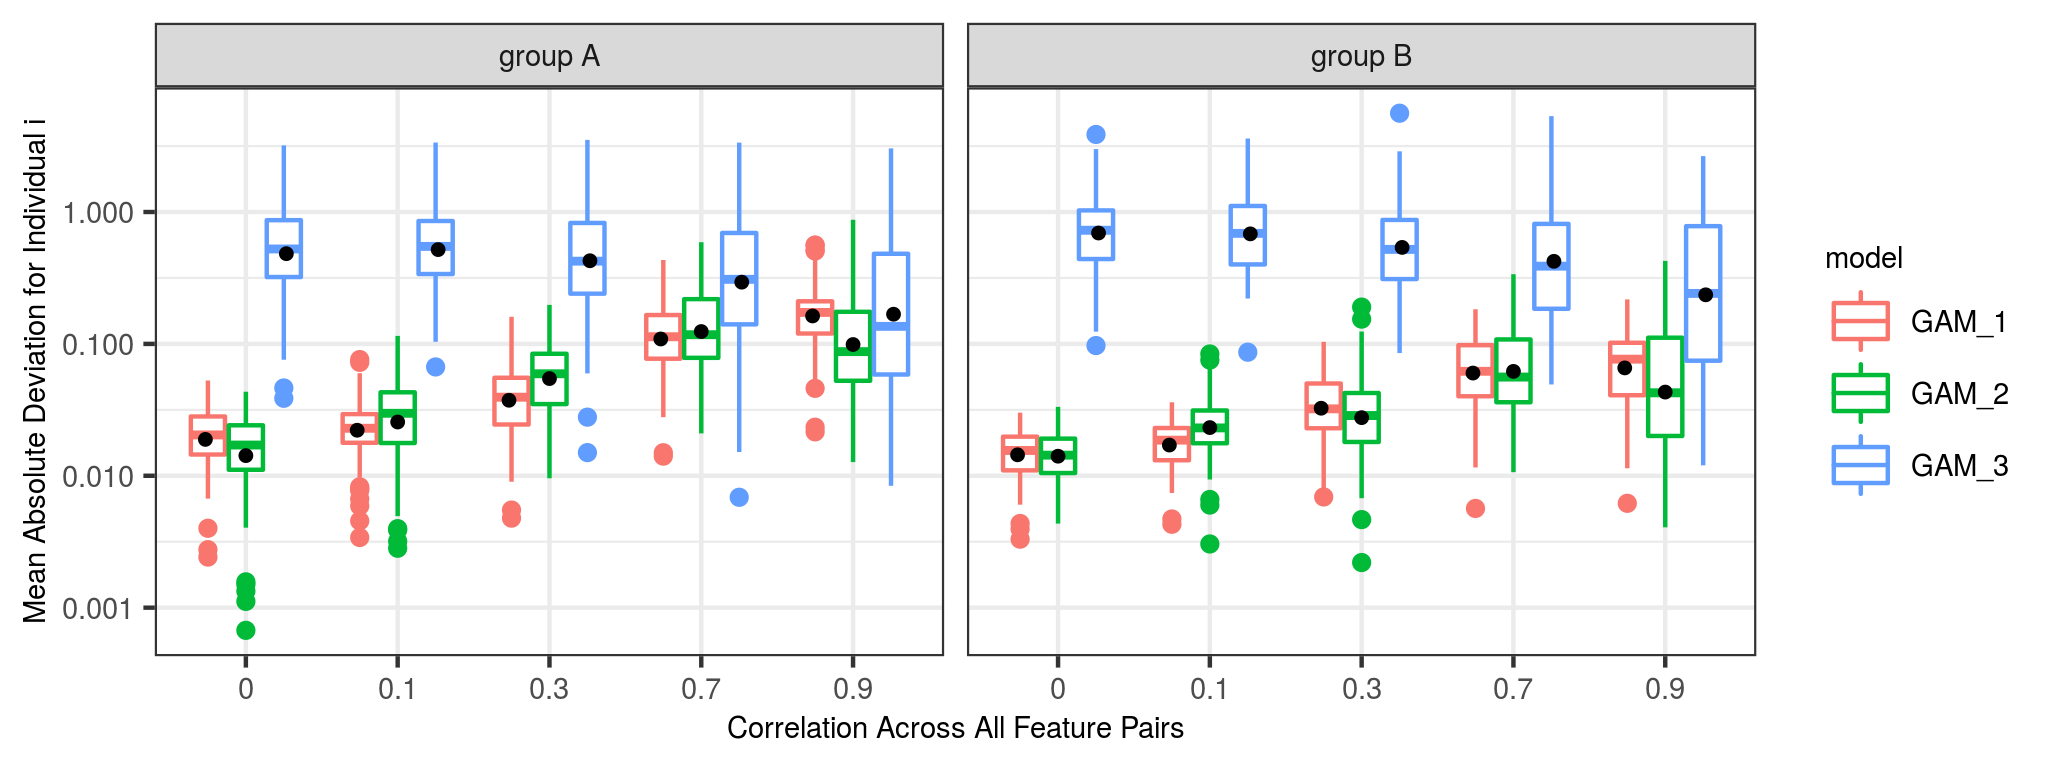 group A
group B
Mean Absolute Deviation for Individual i
1.000
0.100
0.010
0.001
0 0.1 0.3 0.7 0.9
0 0.1 0.3 0.7 0.9
Correlation Across All Feature Pairs
model
GAM_1
GAM_2
GAM_3